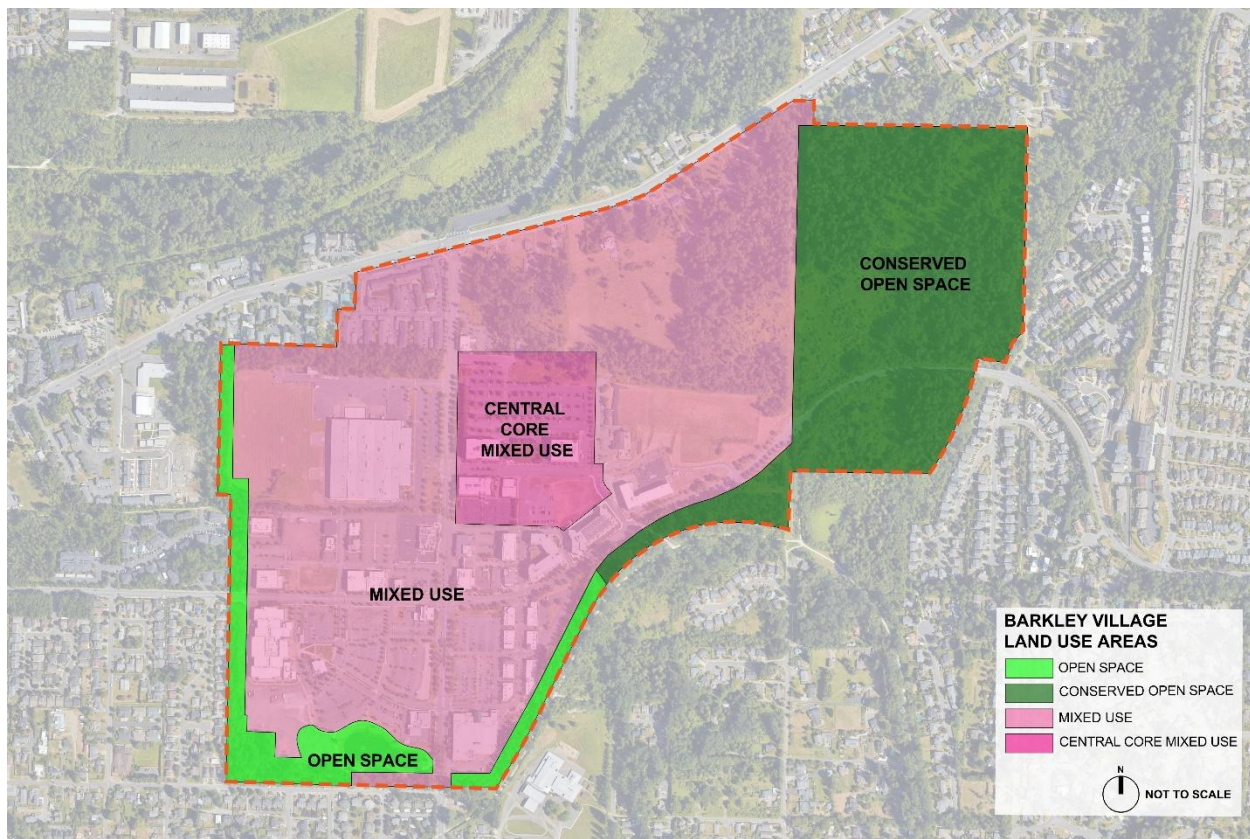 CONSERVED
OPEN SPACE
CENTRAL
CORE
MIXED USE
MIXED USE
OPEN SPACE
BARKLEY VILLAGE
LAND USE AREAS
OPEN SPACE
CONSERVED OPEN SPACE
MIXED USE
CENTRAL CORE MIXED USE
N
NOT TO SCALE